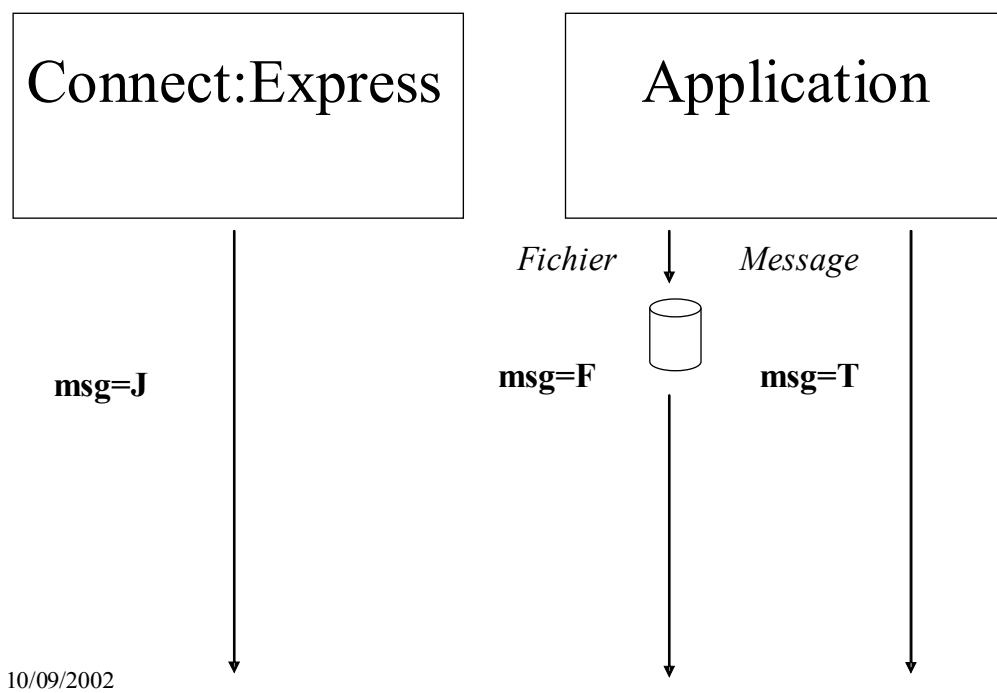 Connect:Express
Application
Fichier
Message
msg=J
msg=F
msg=T
10/09/2002